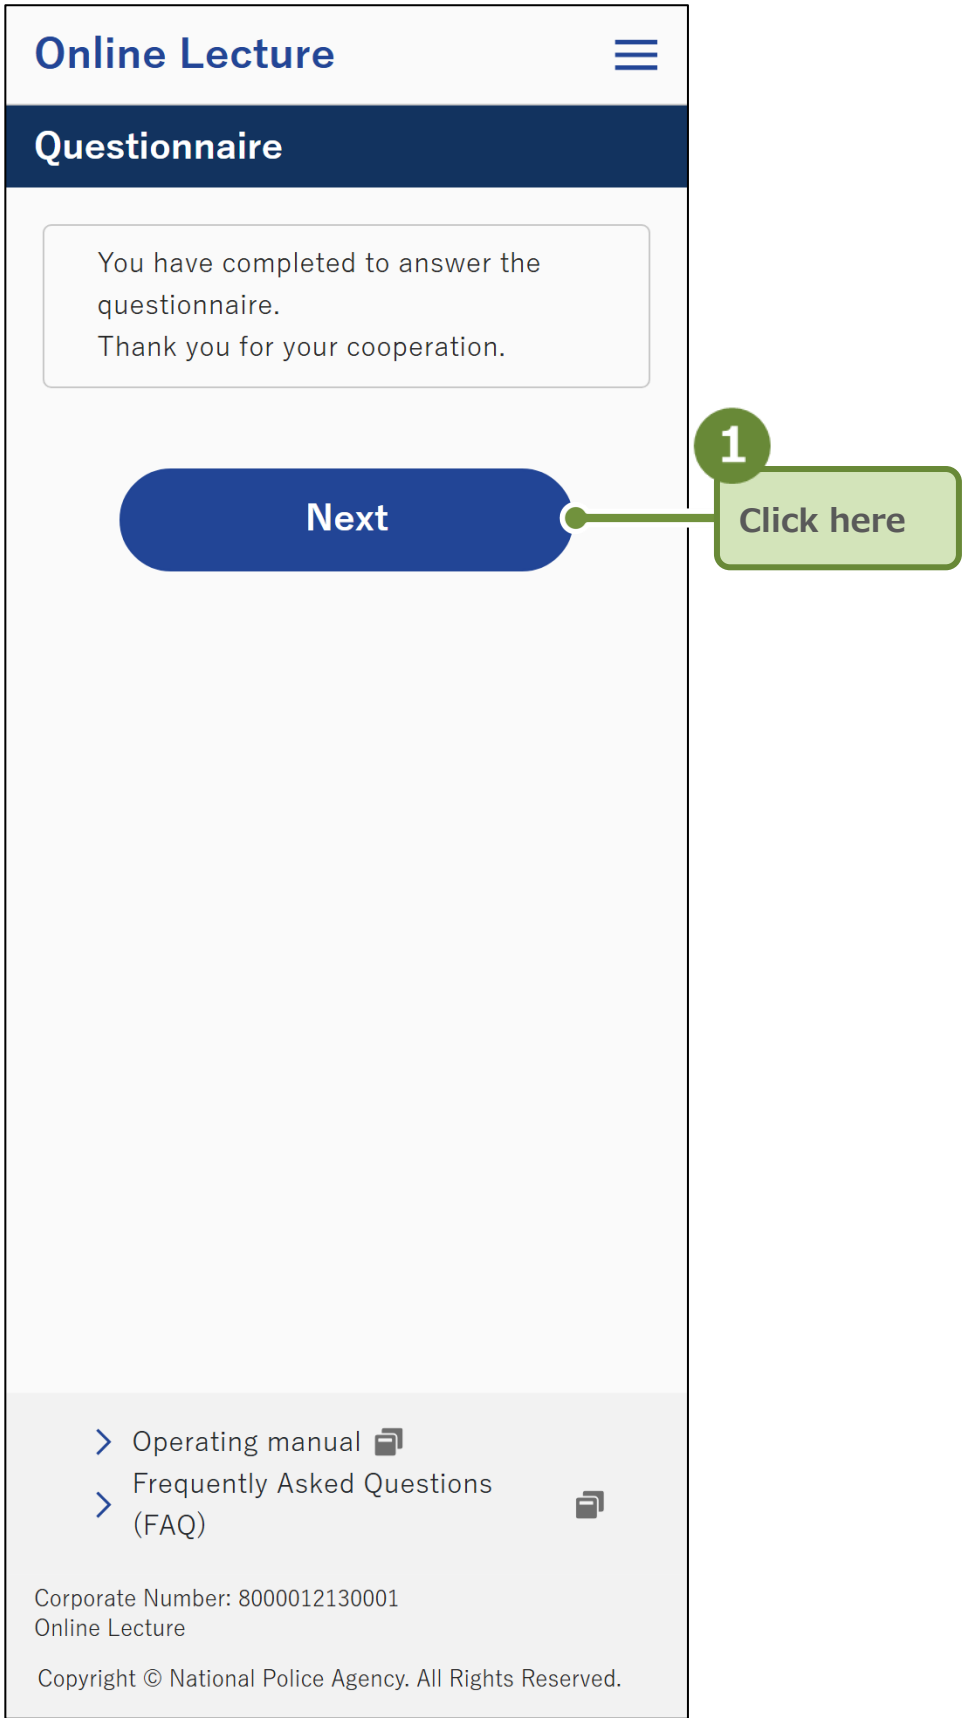 Online Lecture
Questionnaire
You have completed to answer the
questionnaire.
Thank you for your cooperation.
1
Next
Click here
Operating manual
Frequently Asked Questions
(FAQ)
Corporate Number: 8000012130001
Online Lecture
Copyright © National Police Agency. All Rights Reserved.